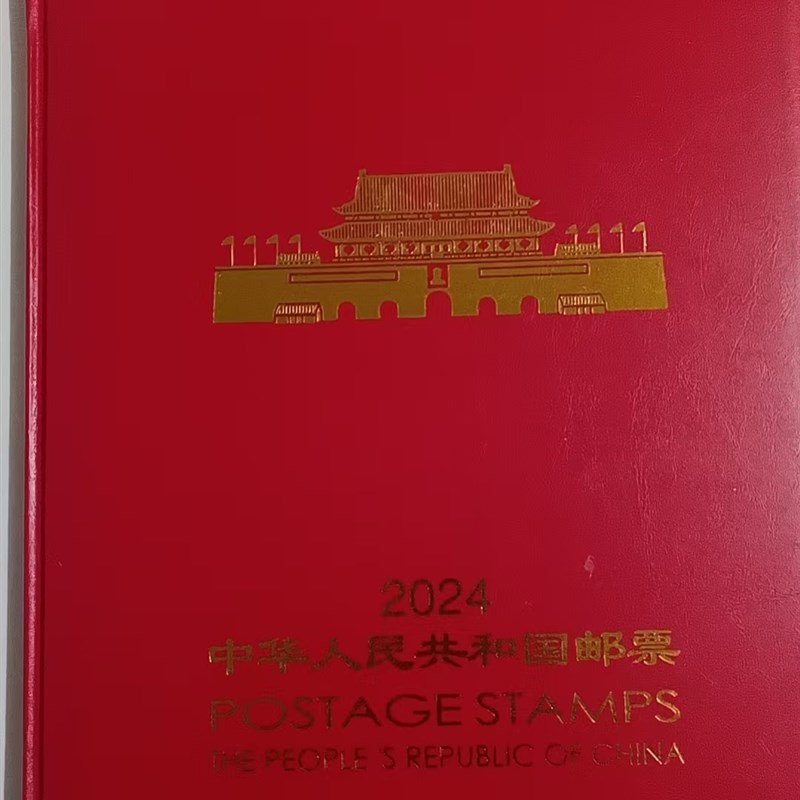 2024
中华人民共和国邮票
POSTAGE STAMPS
THE PEOPLE 'S REPUBLIC OF CHINA